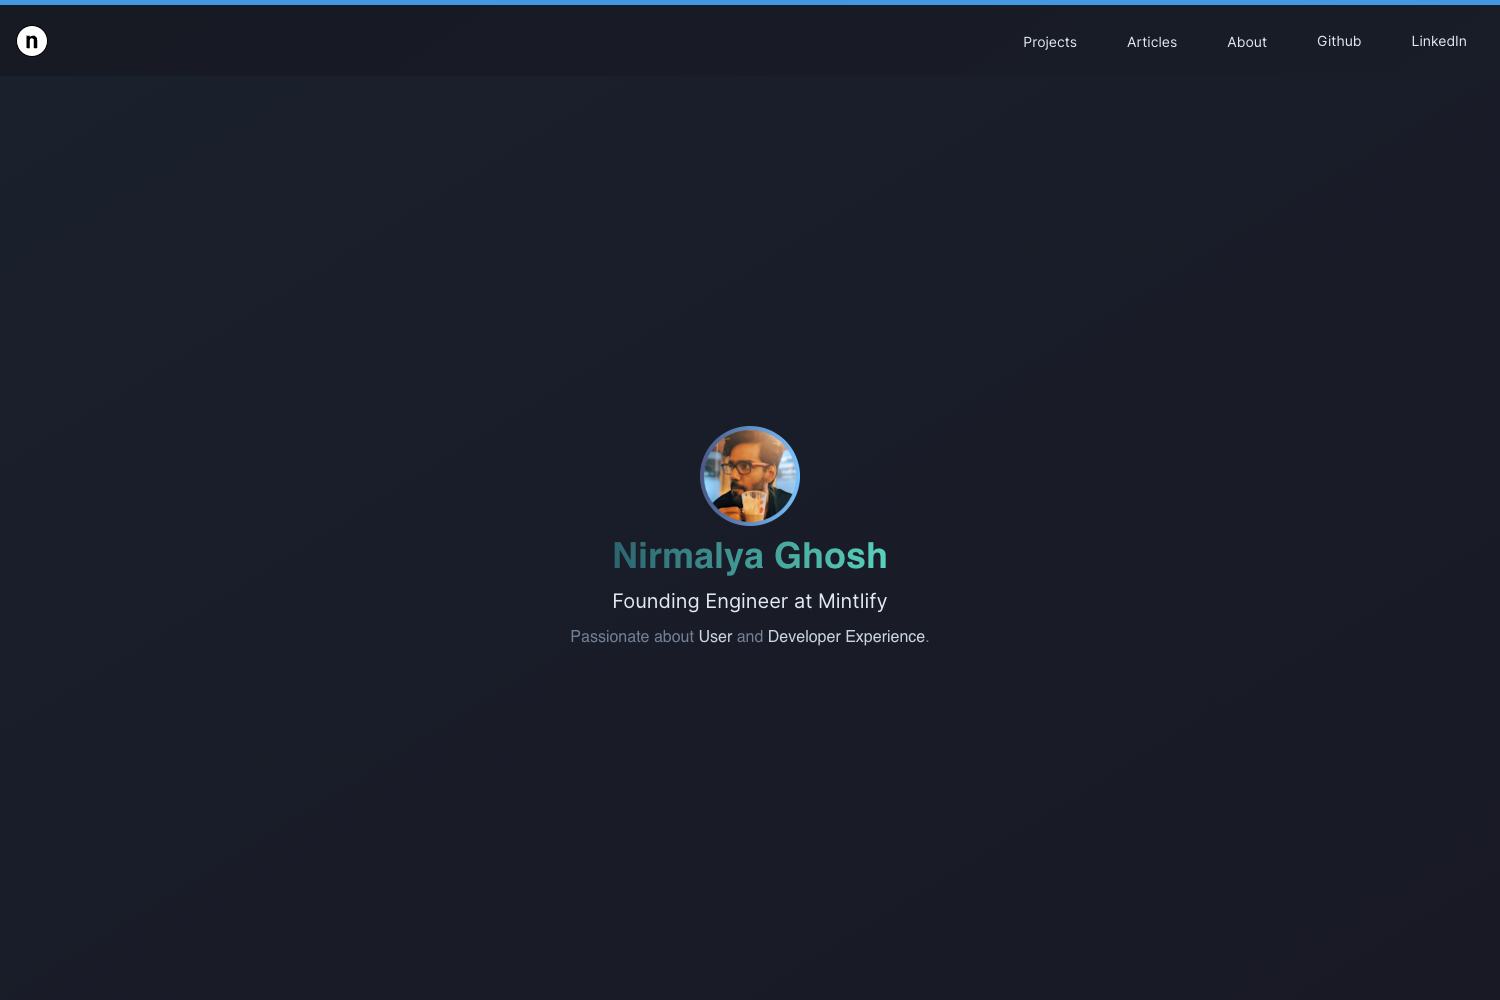 n
Projects Articles About Github LinkedIn
Nirmalya Ghosh
Founding Engineer at Mintlify
Passionate about User and Developer Experience.